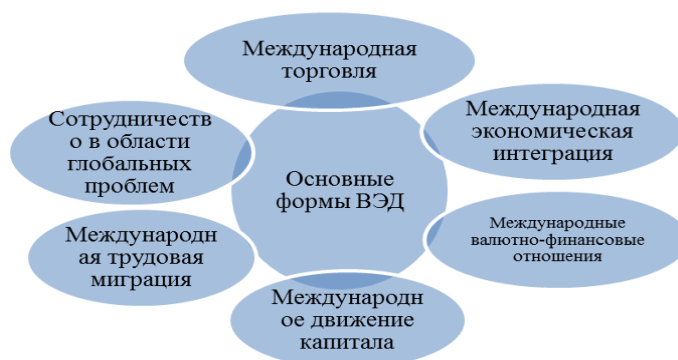 Международная
торговля
Международная
экономическая
интеграция
Международные
валютно-финансовые
отношения
Международн
ое движение
капитала
Международн
ая трудовая
миграция
Сотрудничеств
о в области
глобальных
проблем
Основные
формы ВЭД